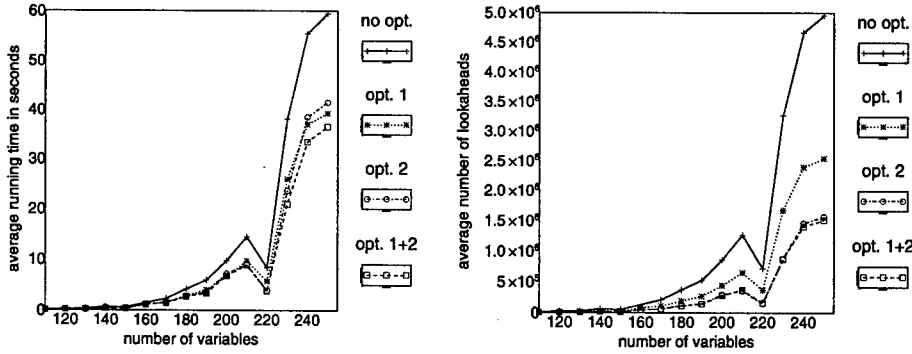 60
50
40
30
20
10
0
average running time in seconds
120 140 160 180 200 220 240
number of variables
no opt.
opt. 1
opt. 2
opt. 1+2
5.0×10⁶
4.5×10⁶
4.0×10⁶
3.5×10⁶
3.0×10⁶
2.5×10⁶
2.0×10⁶
1.5×10⁶
1.0×10⁶
5×10⁵
0
average number of lookaheads
120 140 160 180 200 220 240
number of variables
no opt.
opt. 1
opt. 2
opt. 1+2